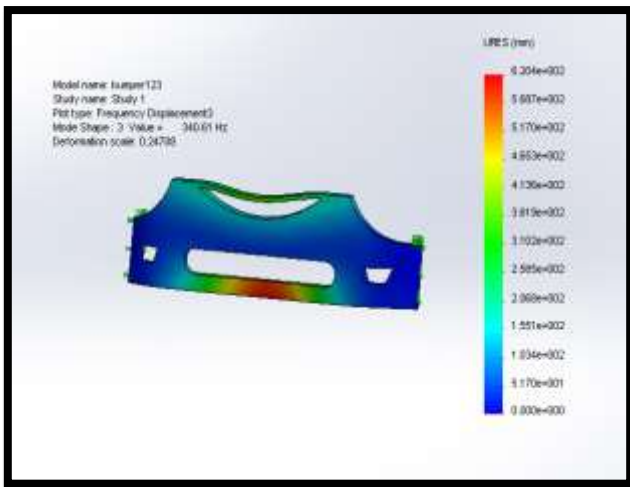 Model name: bumper123
Study name: Study 1
Plot type: Frequency Displacement3
Mode Shape : 3 Value = 340.61 Hz
Deformation scale: 0.24788
URES (mm)
6.204e+002
5.687e+002
5.170e+002
4.653e+002
4.136e+002
3.619e+002
3.102e+002
2.585e+002
2.068e+002
1.551e+002
1.034e+002
5.170e+001
0.000e+000